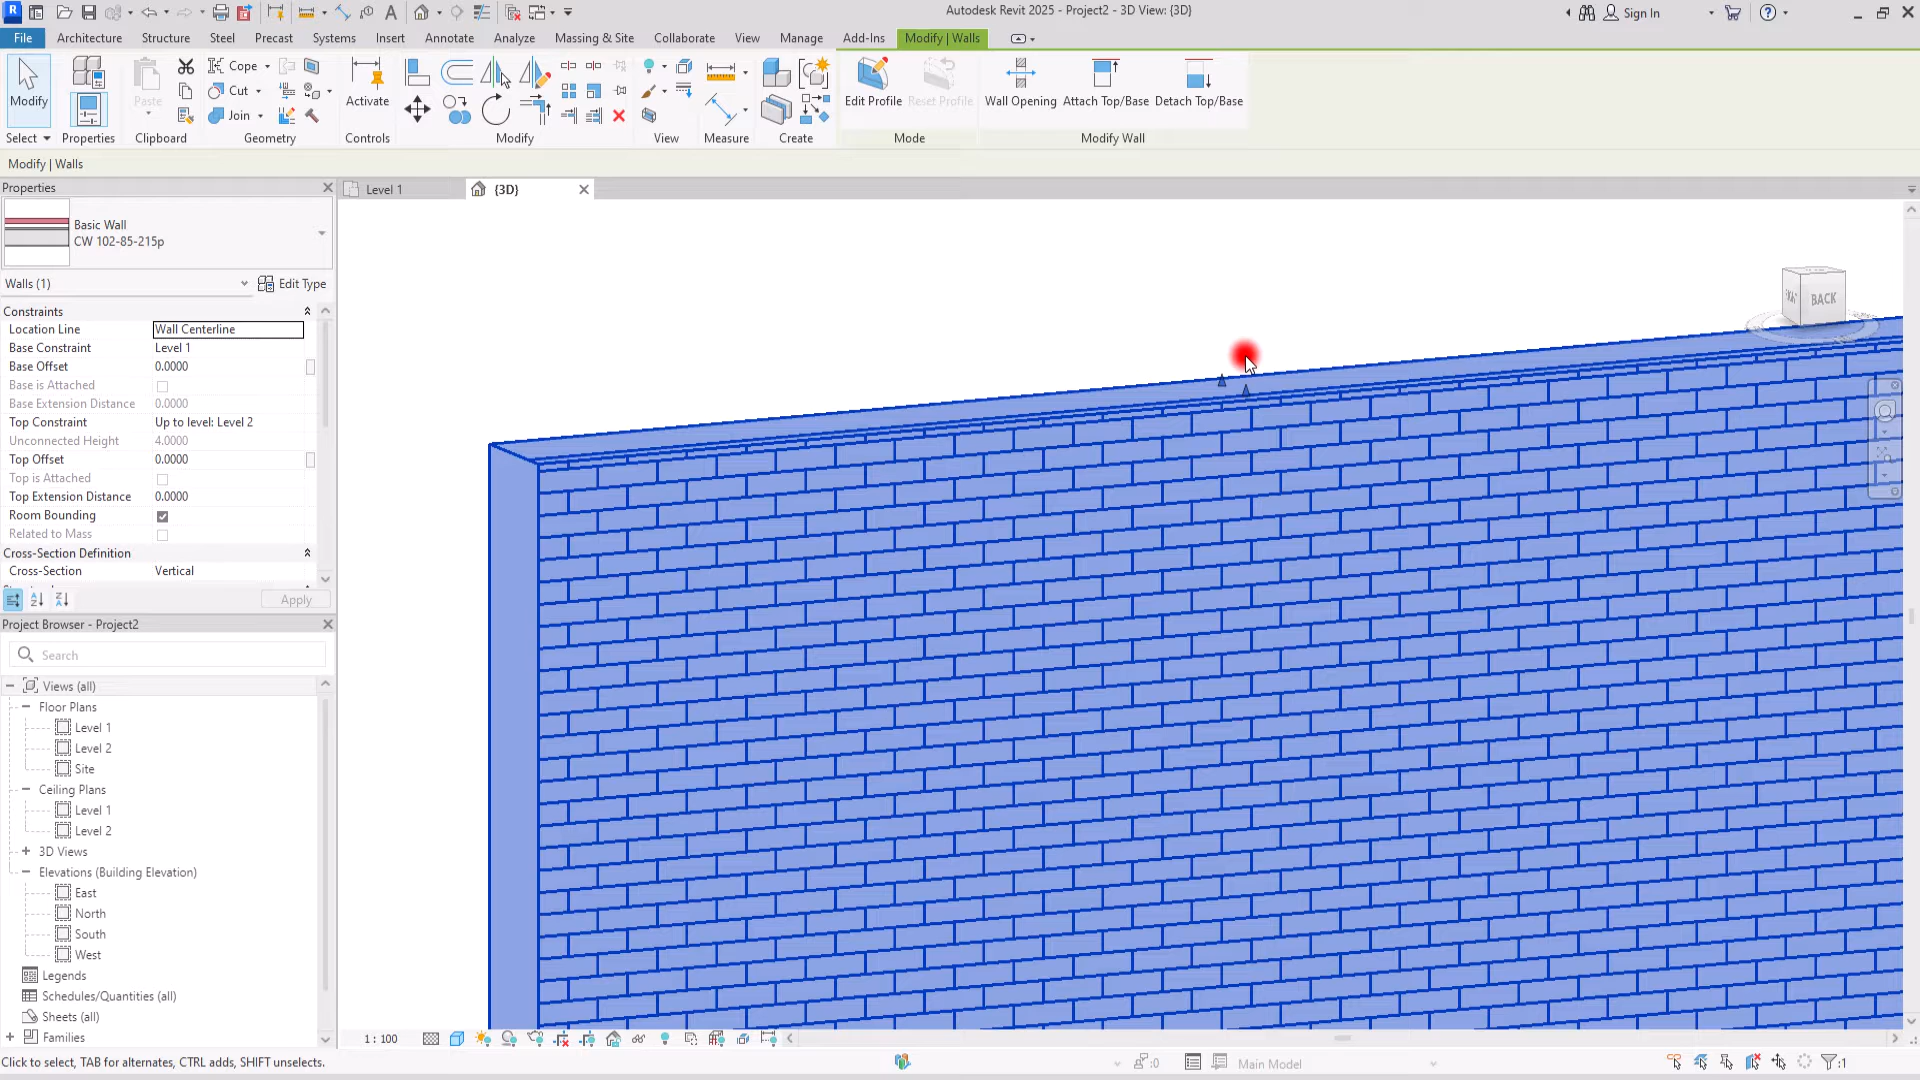 Autodesk Revit 2025 - Project2 - 3D View: {3D}
Sign In
File
Architecture
Structure
Steel
Precast
Systems
Insert
Annotate
Analyze
Massing & Site
Collaborate
View
Manage
Add-Ins
Modify | Walls
Modify
Paste
Cope
Cut
Join
Activate
Edit Profile
Reset Profile
Wall Opening
Attach Top/Base
Detach Top/Base
Select
Properties
Clipboard
Geometry
Controls
Modify
View
Measure
Create
Mode
Modify Wall
Modify | Walls
Properties
Level 1
{3D}
Basic Wall
CW 102-85-215p
Walls (1)
Edit Type
Constraints
Location Line Wall Centerline
Base Constraint Level 1
Base Offset 0.0000
Base is Attached
Base Extension Distance 0.0000
Top Constraint Up to level: Level 2
Unconnected Height 4.0000
Top Offset 0.0000
Top is Attached
Top Extension Distance 0.0000
Room Bounding
Related to Mass
Cross-Section Definition
Cross-Section Vertical
Apply
Project Browser - Project2
Search
Views (all)
Floor Plans
Level 1
Level 2
Site
Ceiling Plans
Level 1
Level 2
3D Views
Elevations (Building Elevation)
East
North
South
West
Legends
Schedules/Quantities (all)
Sheets (all)
Families
BACK
1 : 100
Click to select, TAB for alternates, CTRL adds, SHIFT unselects.
:0
Main Model
:1